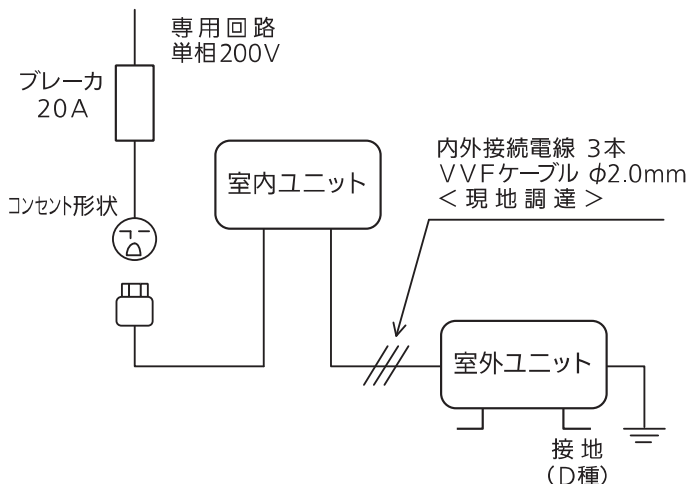 専用回路
単相200V
ブレーカ
20A
コンセント形状
室内ユニット
内外接続電線 3本
VVFケーブル φ2.0mm
<現地調達>
室外ユニット
接地
(D種)